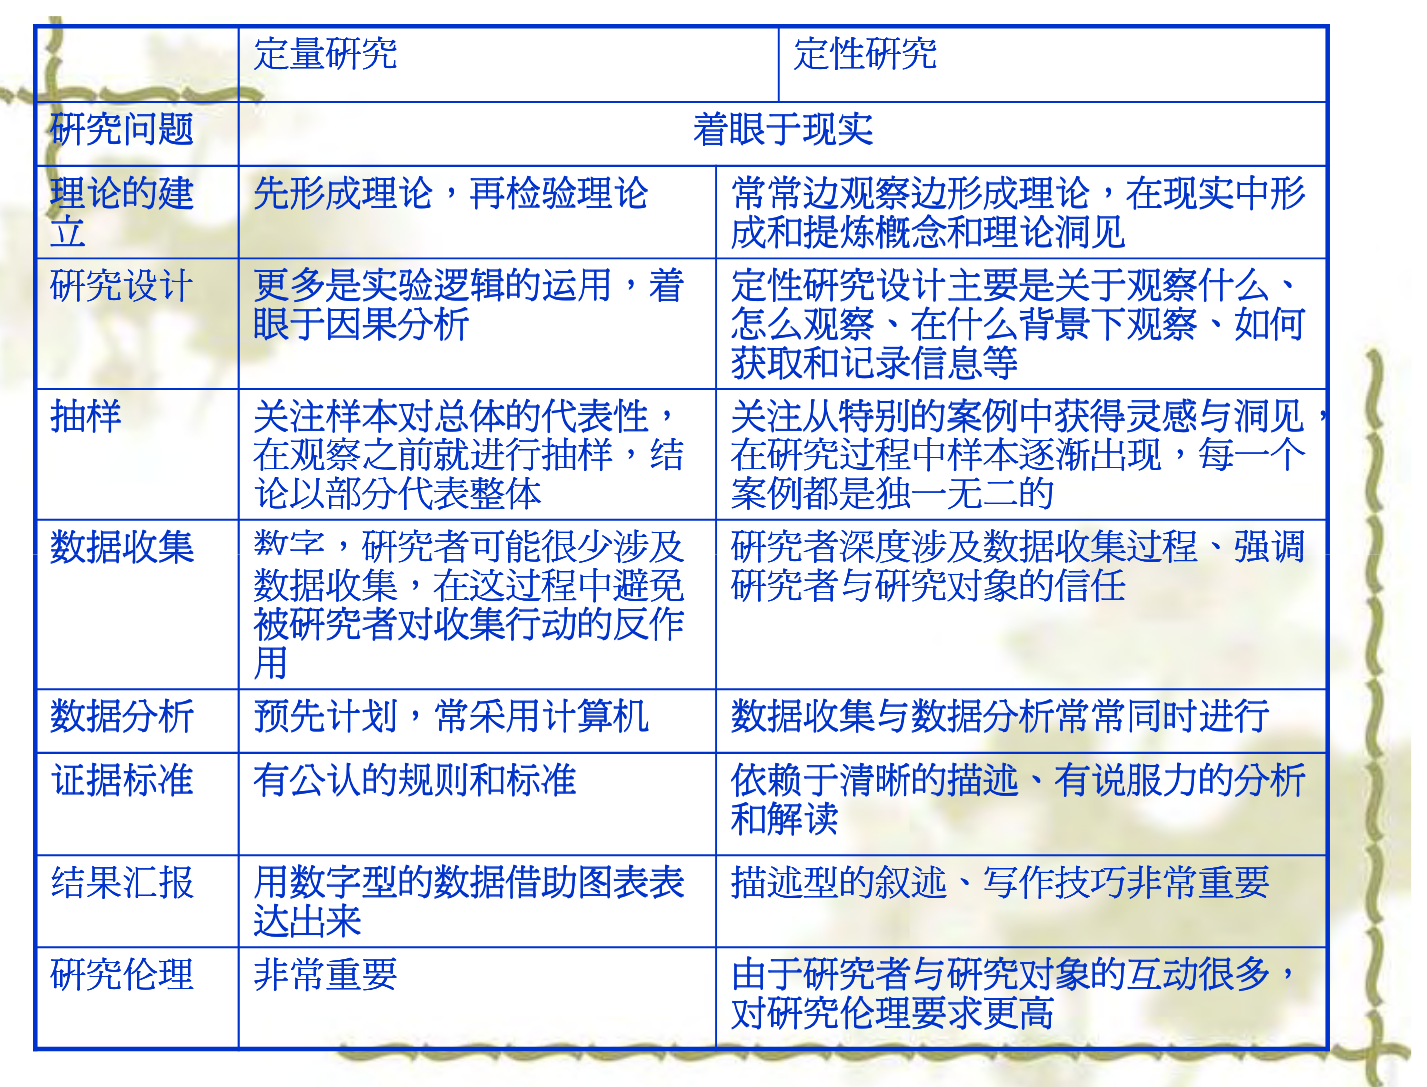 定量研究
定性研究
研究问题
着眼于现实
理论的建
立
先形成理论，再检验理论
常常边观察边形成理论，在现实中形
成和提炼概念和理论洞见
研究设计
更多是实验逻辑的运用，着
眼于因果分析
定性研究设计主要是关于观察什么、
怎么观察、在什么背景下观察、如何
获取和记录信息等
抽样
关注样本对总体的代表性，
在观察之前就进行抽样，结
论以部分代表整体
关注从特别的案例中获得灵感与洞见，
在研究过程中样本逐渐出现，每一个
案例都是独一无二的
数据收集
数字，研究者可能很少涉及
数据收集，在这过程中避免
被研究者对收集行动的反作
用
研究者深度涉及数据收集过程、强调
研究者与研究对象的信任
数据分析
预先计划，常采用计算机
数据收集与数据分析常常同时进行
证据标准
有公认的规则和标准
依赖于清晰的描述、有说服力的分析
和解读
结果汇报
用数字型的数据借助图表表
达出来
描述型的叙述、写作技巧非常重要
研究伦理
非常重要
由于研究者与研究对象的互动很多，
对研究伦理要求更高